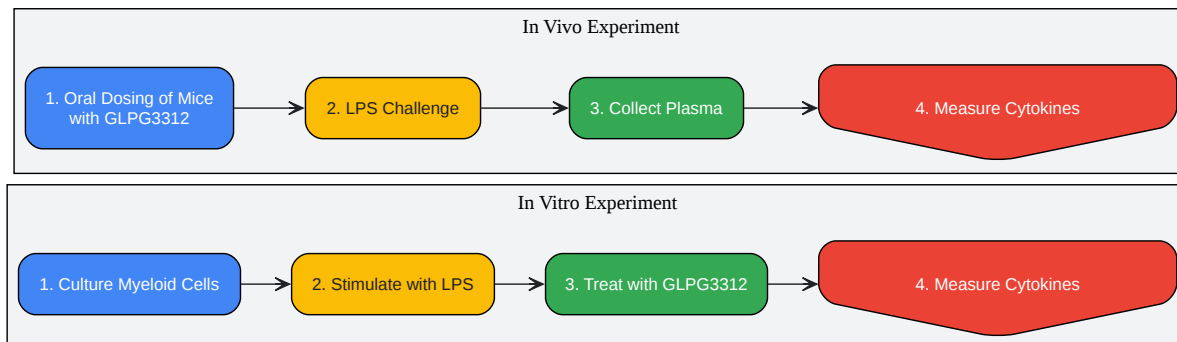 In Vivo Experiment
1. Oral Dosing of Mice
with GLPG3312
2. LPS Challenge
3. Collect Plasma
4. Measure Cytokines
In Vitro Experiment
1. Culture Myeloid Cells
2. Stimulate with LPS
3. Treat with GLPG3312
4. Measure Cytokines